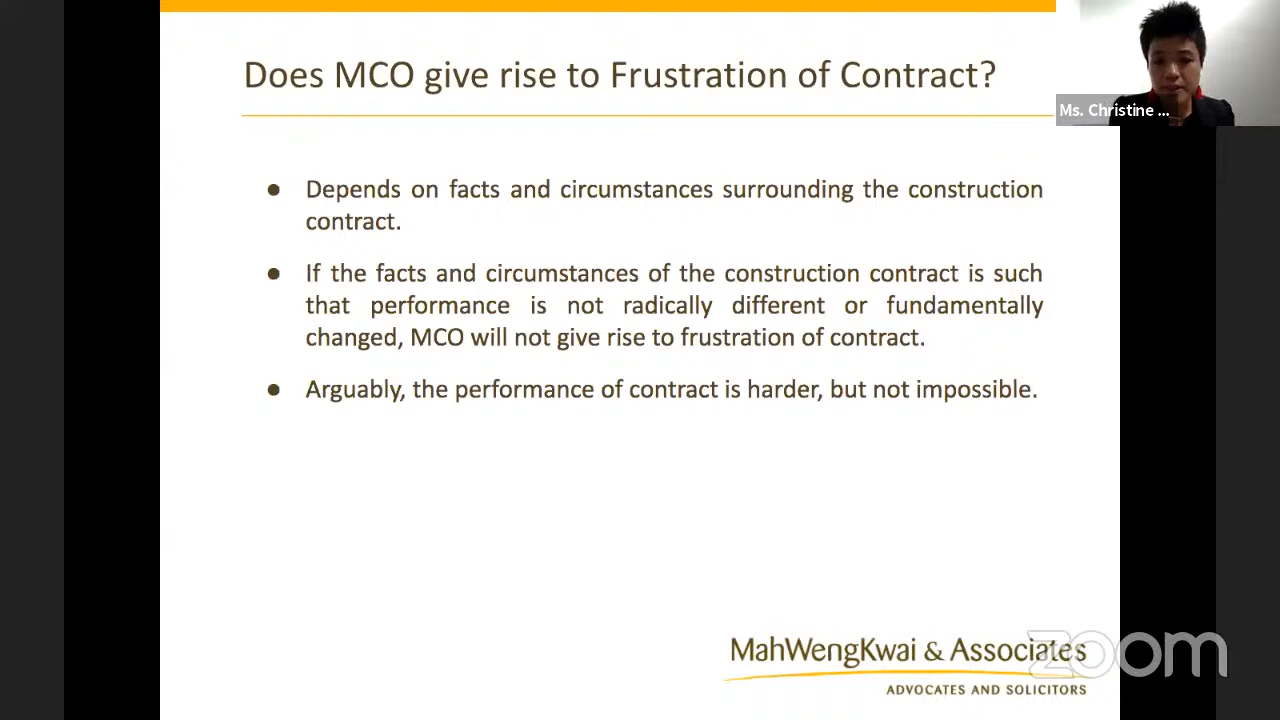 Does MCO give rise to Frustration of Contract?
Ms. Christine ...
● Depends on facts and circumstances surrounding the construction
contract.
● If the facts and circumstances of the construction contract is such
that performance is not radically different or fundamentally
changed, MCO will not give rise to frustration of contract.
● Arguably, the performance of contract is harder, but not impossible.
MahWengKwai & Associates
zoom
ADVOCATES AND SOLICITORS